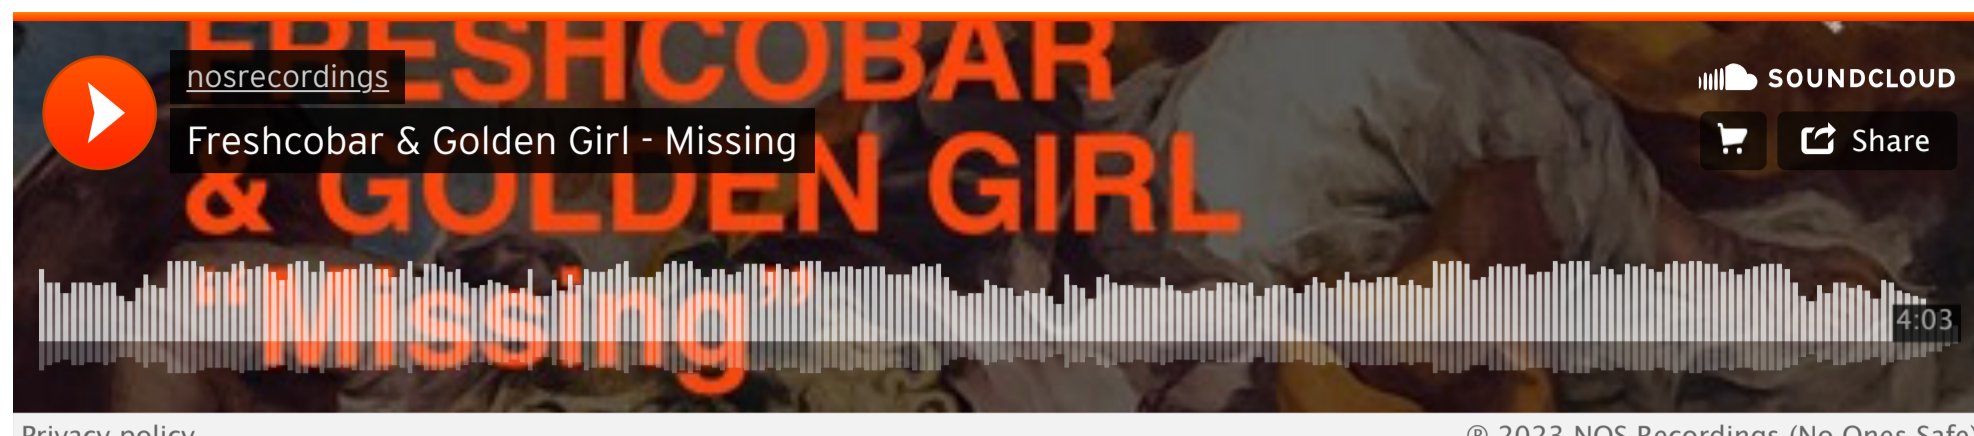 FRESHCOBAR
& GOLDEN GIRL
“Missing”
nosrecordings
Freshcobar & Golden Girl - Missing
SOUNDCLOUD
Share
4:03
Privacy policy
℗ 2023 NOS Recordings (No Ones Safe)